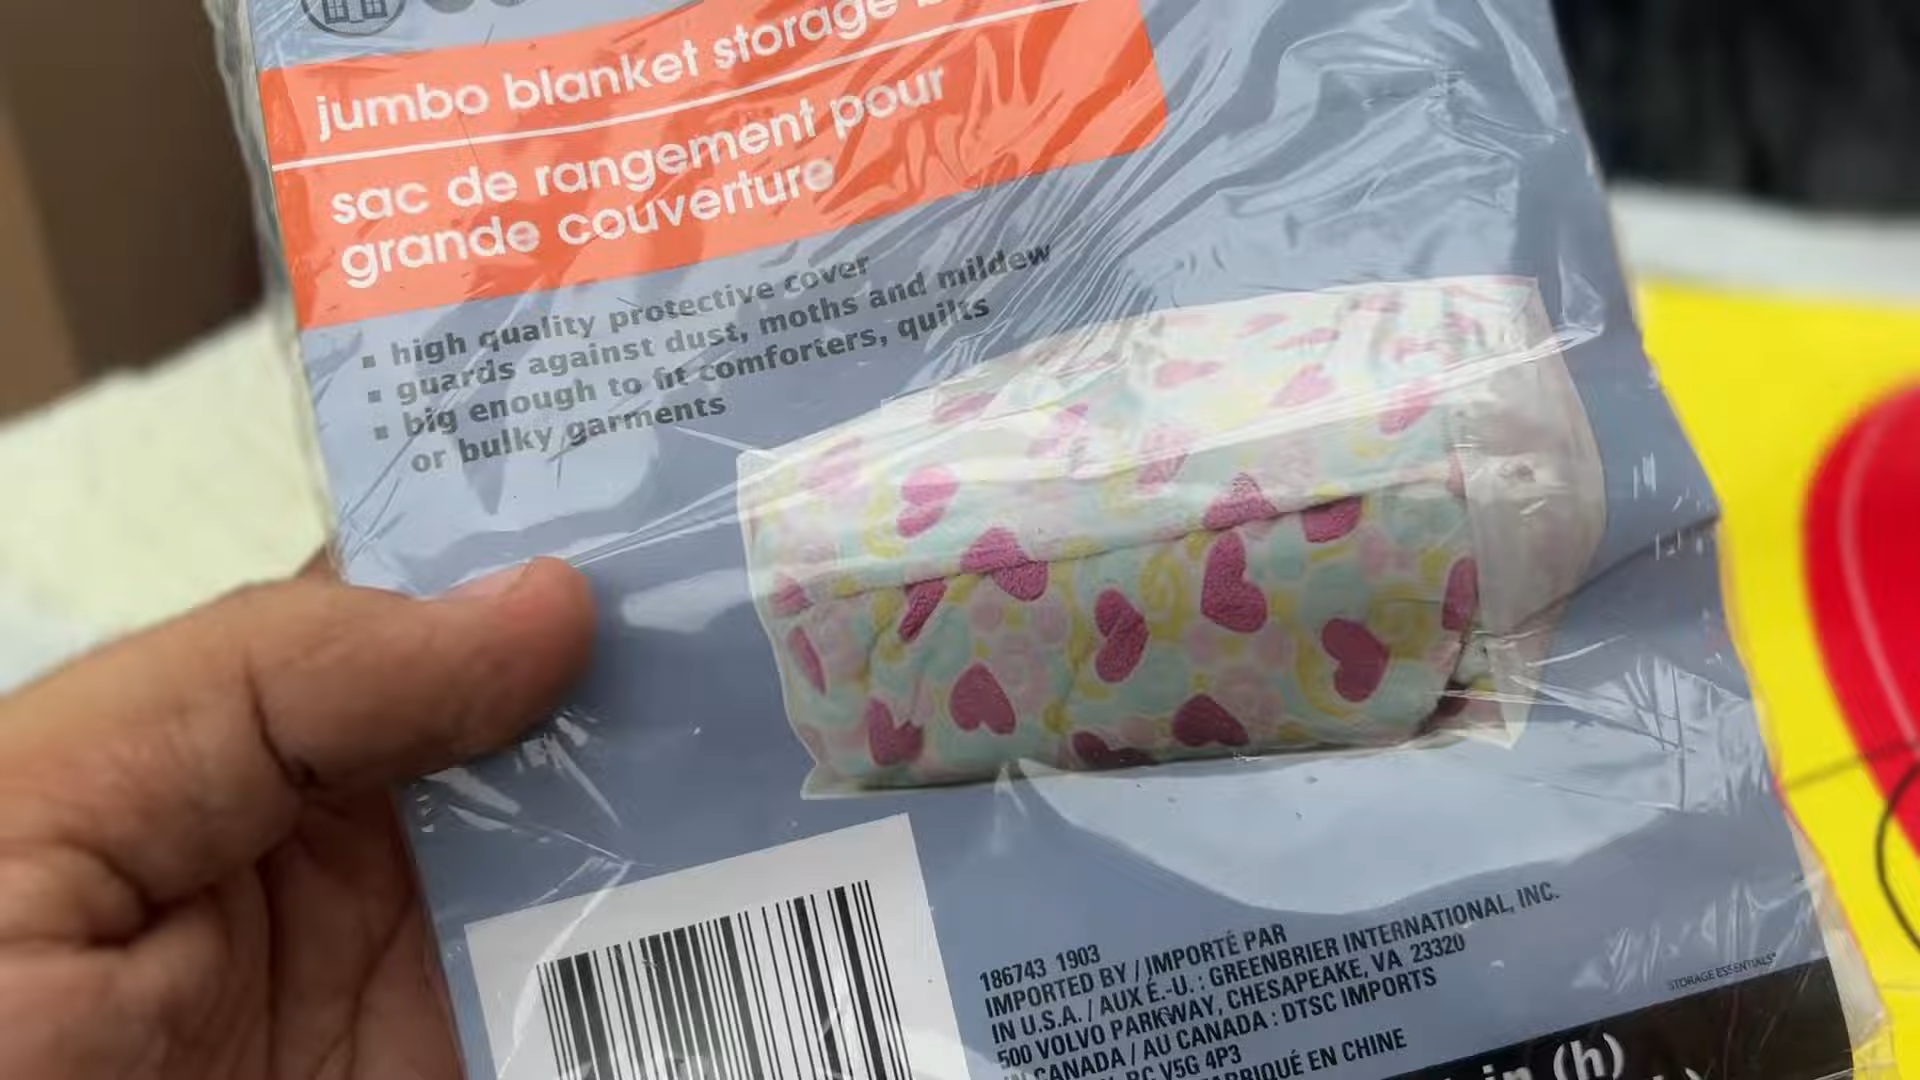 jumbo blanket storage
sac de rangement pour
grande couverture
▪ high quality protective cover
▪ guards against dust, moths and mildew
▪ big enough to fit comforters, quilts
or bulky garments
186743 1903
IMPORTED BY / IMPORTÉ PAR
IN U.S.A. / AUX É.-U. : GREENBRIER INTERNATIONAL, INC.
500 VOLVO PARKWAY, CHESAPEAKE, VA 23320
IN CANADA / AU CANADA : DTSC IMPORTS
BC V5G 4P3
FABRIQUÉ EN CHINE
STORAGE ESSENTIALS
in (h)